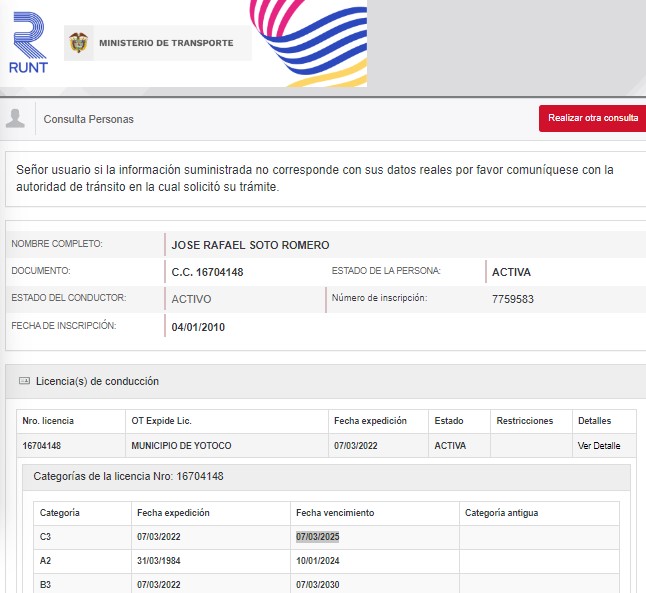 RUNT
MINISTERIO DE TRANSPORTE
Consulta Personas
Realizar otra consulta
Señor usuario si la información suministrada no corresponde con sus datos reales por favor comuníquese con la
autoridad de tránsito en la cual solicitó su trámite.
NOMBRE COMPLETO: JOSE RAFAEL SOTO ROMERO
DOCUMENTO: C.C. 16704148 ESTADO DE LA PERSONA: ACTIVA
ESTADO DEL CONDUCTOR: ACTIVO Número de inscripción: 7759583
FECHA DE INSCRIPCIÓN: 04/01/2010
Licencia(s) de conducción
Nro. licencia OT Expide Lic. Fecha expedición Estado Restricciones Detalles
16704148 MUNICIPIO DE YOTOCO 07/03/2022 ACTIVA Ver Detalle
Categorías de la licencia Nro: 16704148
Categoría Fecha expedición Fecha vencimiento Categoria antigua
C3 07/03/2022 07/03/2025
A2 31/03/1984 10/01/2024
B3 07/03/2022 07/03/2030